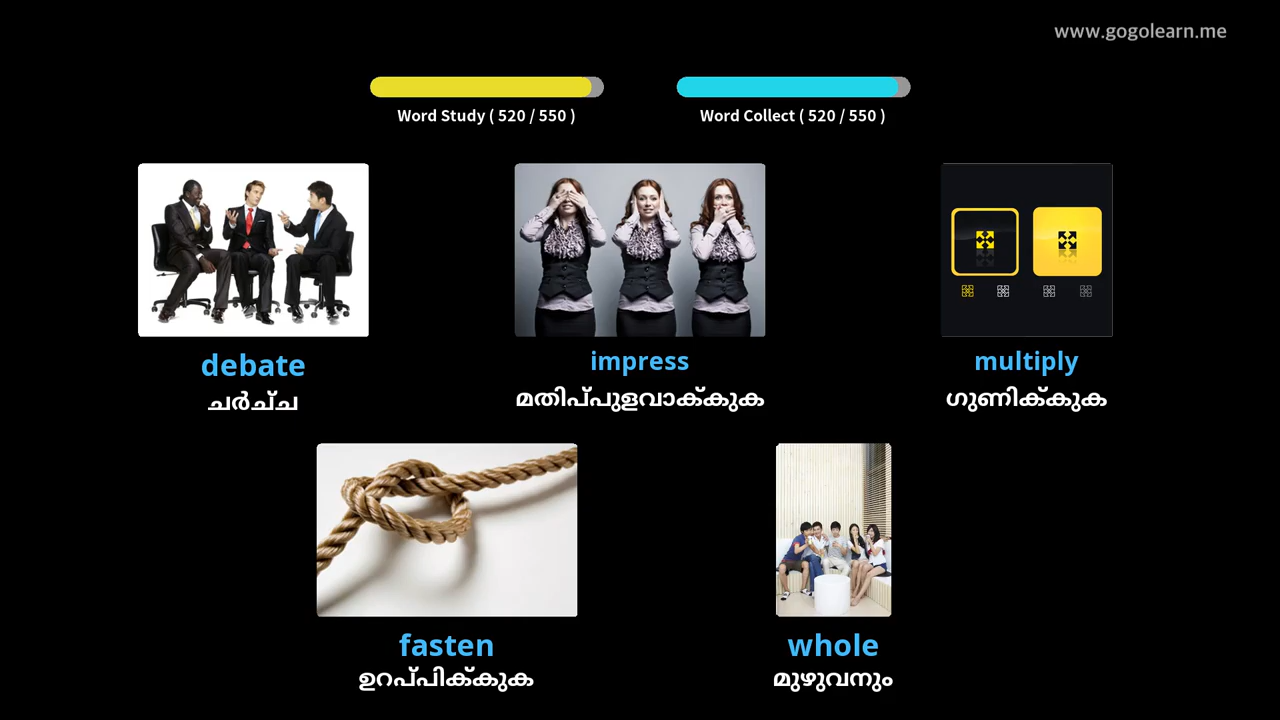 www.gogolearn.me
Word Study ( 520 / 550 )
Word Collect ( 520 / 550 )
debate
ചർച്ച
impress
മതിപ്പുളവാക്കുക
multiply
ഗുണിക്കുക
fasten
ഉറപ്പിക്കുക
whole
മുഴുവനും